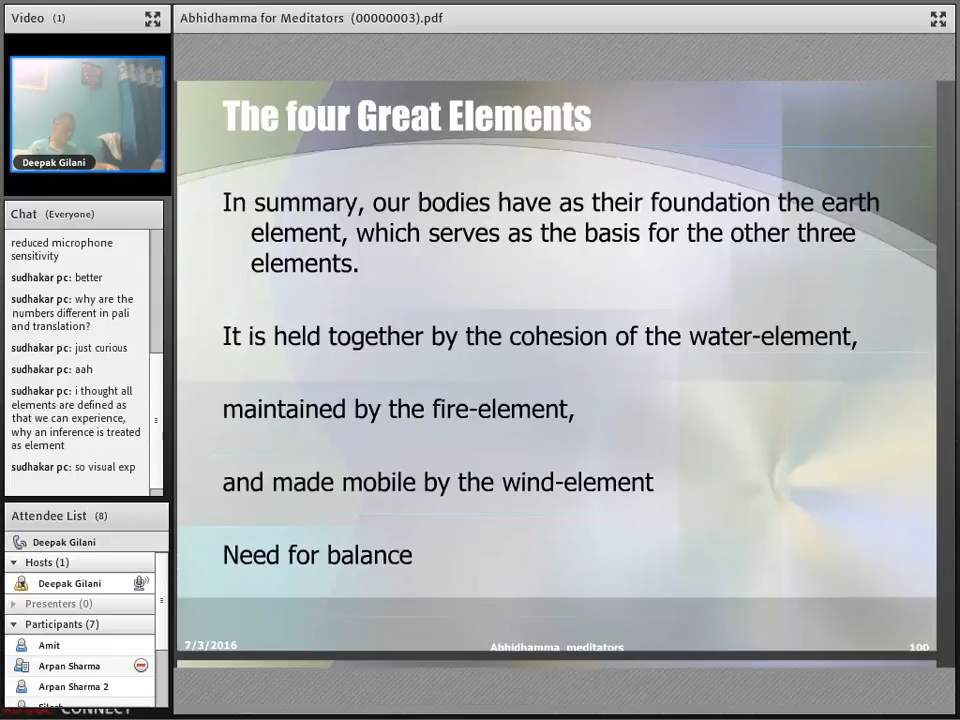 Video (1)
Deepak Gilani
Chat (Everyone)
reduced microphone
sensitivity
sudhakar pc: better
sudhakar pc: why are the
numbers different in pali
and translation?
sudhakar pc: just curious
sudhakar pc: aah
sudhakar pc: i thought all
elements are defined as
that we can experience,
why an inference is treated
as element
sudhakar pc: so visual exp
Attendee List (8)
Deepak Gilani
Hosts (1)
Deepak Gilani
Presenters (0)
Participants (7)
Amit
Arpan Sharma
Arpan Sharma 2
CONNECT
Abhidhamma for Meditators (00000003).pdf
The four Great Elements
In summary, our bodies have as their foundation the earth
element, which serves as the basis for the other three
elements.
It is held together by the cohesion of the water-element,
maintained by the fire-element,
and made mobile by the wind-element
Need for balance
7/3/2016 Abhidhamma meditators 100